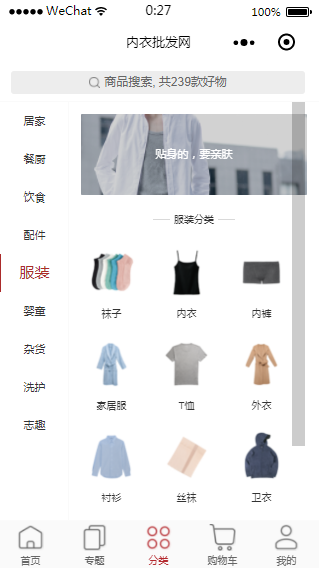 WeChat 0:27 100%
内衣批发网
商品搜索, 共239款好物
居家
餐厨
饮食
配件
服装
婴童
杂货
洗护
志趣
贴身的，要亲肤
服装分类
袜子 内衣 内裤
家居服 T恤 外衣
衬衫 丝袜 卫衣
首页 专题 分类 购物车 我的